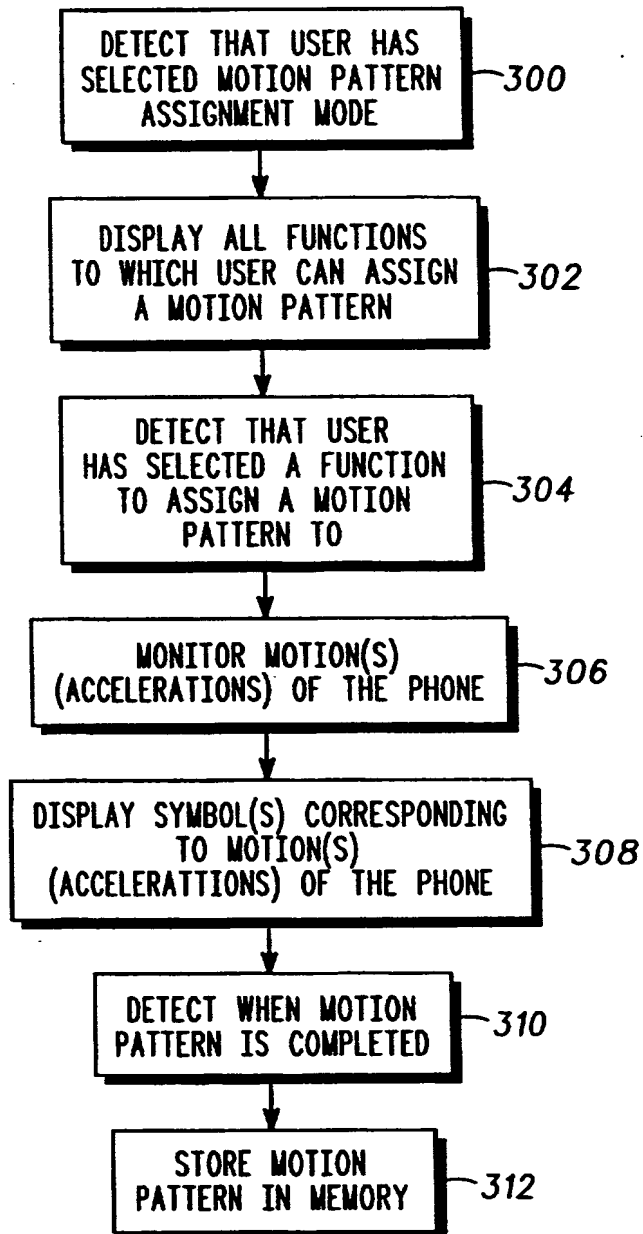 DETECT THAT USER HAS
SELECTED MOTION PATTERN
ASSIGNMENT MODE
300
DISPLAY ALL FUNCTIONS
TO WHICH USER CAN ASSIGN
A MOTION PATTERN
302
DETECT THAT USER
HAS SELECTED A FUNCTION
TO ASSIGN A MOTION
PATTERN TO
304
MONITOR MOTION(S)
(ACCELERATIONS) OF THE PHONE
306
DISPLAY SYMBOL(S) CORRESPONDING
TO MOTION(S)
(ACCELERATTIONS) OF THE PHONE
308
DETECT WHEN MOTION
PATTERN IS COMPLETED
310
STORE MOTION
PATTERN IN MEMORY
312